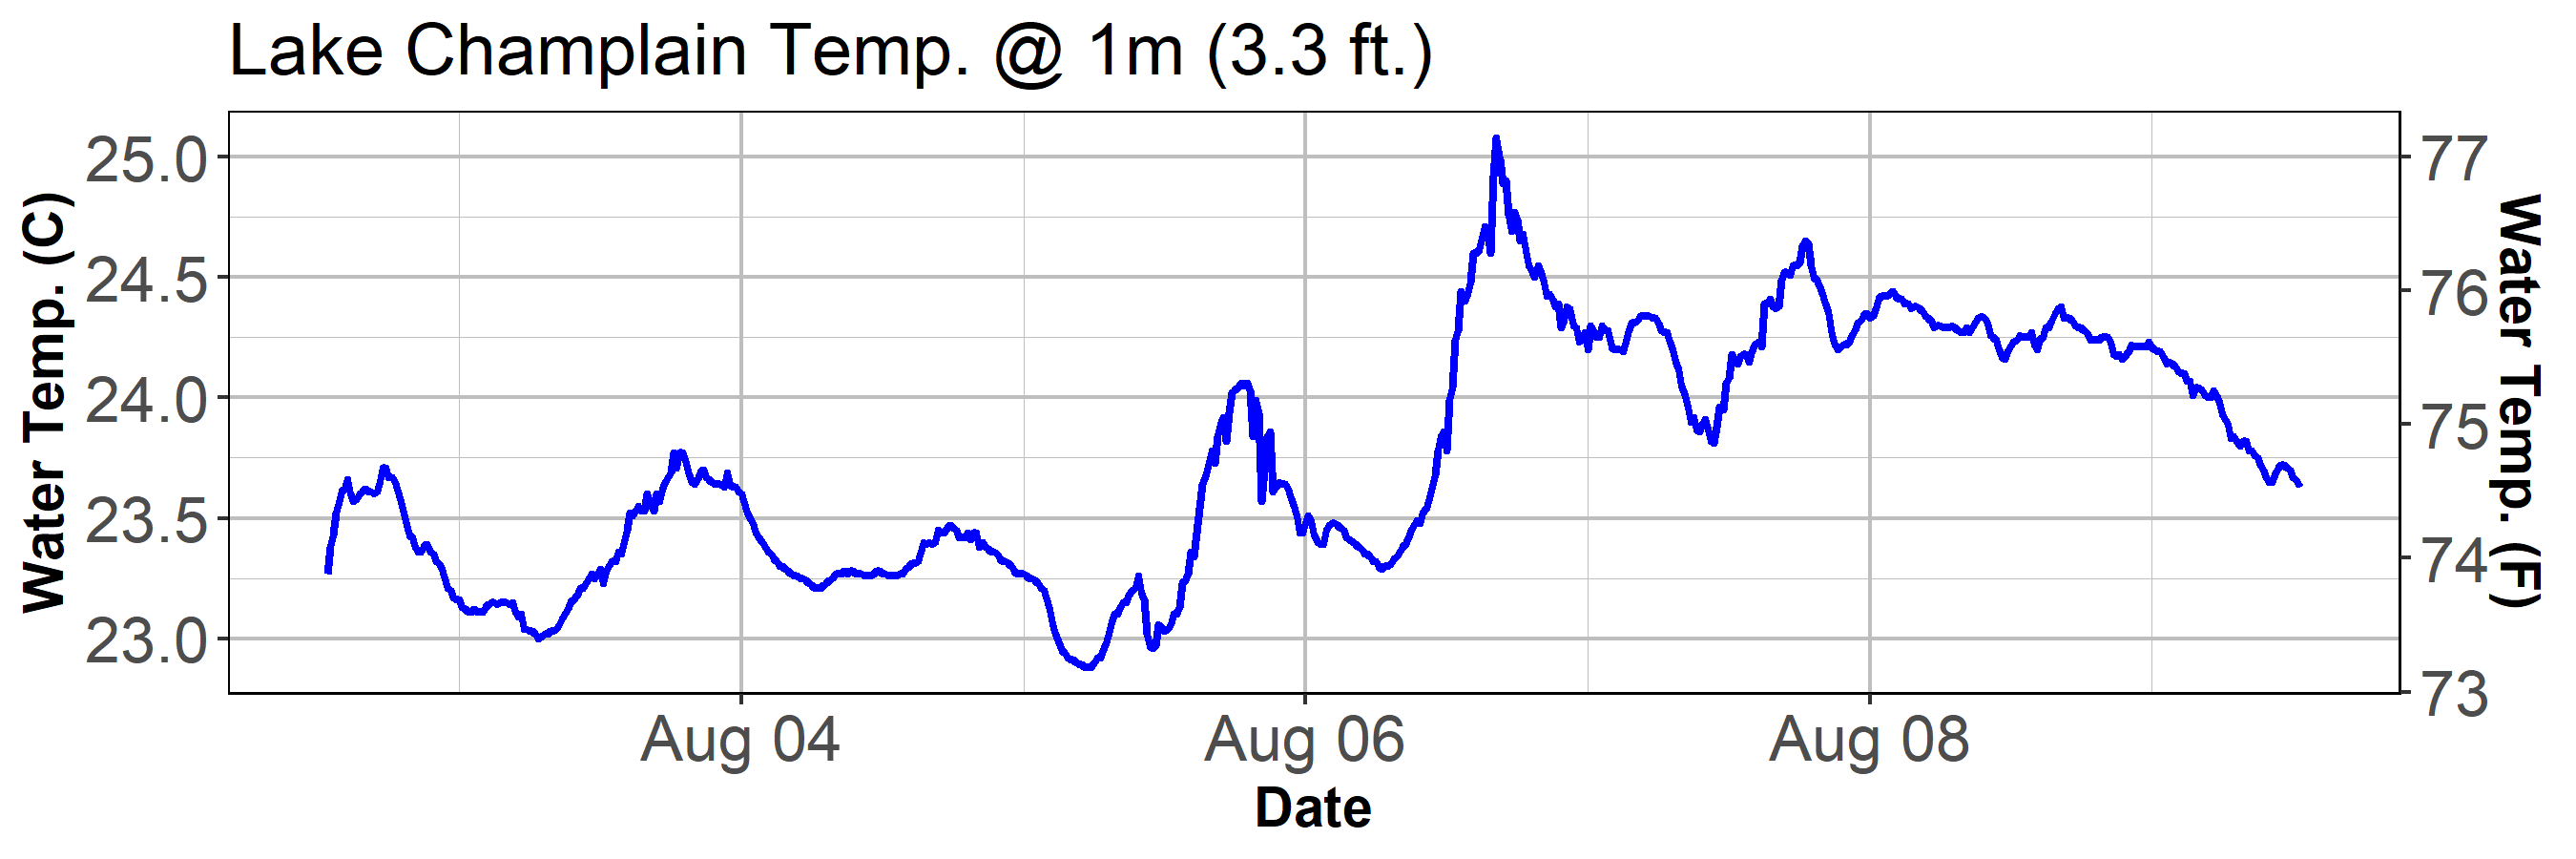 Lake Champlain Temp. @ 1m (3.3 ft.)
Water Temp. (C)
25.0
24.5
24.0
23.5
23.0
77
76
75
74
73
Water Temp. (F)
Aug 04
Aug 06
Aug 08
Date